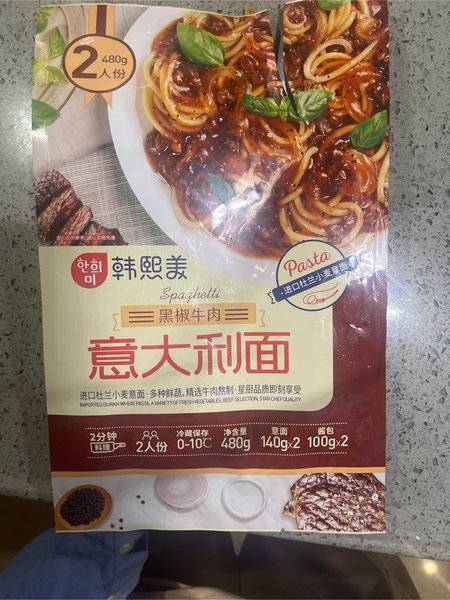 480g
2人份
한희미
韩熙美
Pasta
·进口杜兰小麦意面·
Spaghetti
黑椒牛肉
意大利面
进口杜兰小麦意面·多种鲜蔬,精选牛肉熬制·星厨品质即刻享受
IMPORTED DURAN WHEAT PASTA, A VARIETY OF FRESH VEGETABLES, BEEF SELECTION, STAR CHEF QUALITY
2分钟 冷藏保存 净含量 意面 酱包
料理 2人份 0-10℃ 480g 140g×2 100g×2